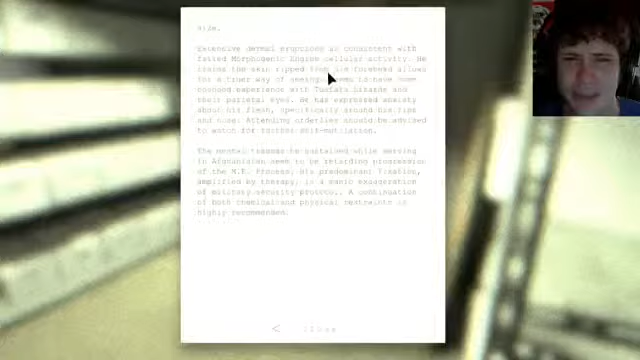 size.
Excessive dermal eruptions as consistent with
failed Morphogenic Engine cellular activity. He
claims the skin ripped from his forehead allows
for a truer way of seeing. Seems to have some
confused experience with Tuatara lizards and
their parietal eyes. He has expressed anxiety
about his flesh, specifically around his lips
and nose. Attending orderlies should be advised
to watch for further self-mutilation.
The mental traumas he sustained while serving
in Afghanistan seem to be retarding progression
of the M.E. Process; his predominant fixation,
amplified by therapy, is a manic exaggeration
of military security protocol. A continuation
of both chemical and physical restraints is
highly recommended.
< Close